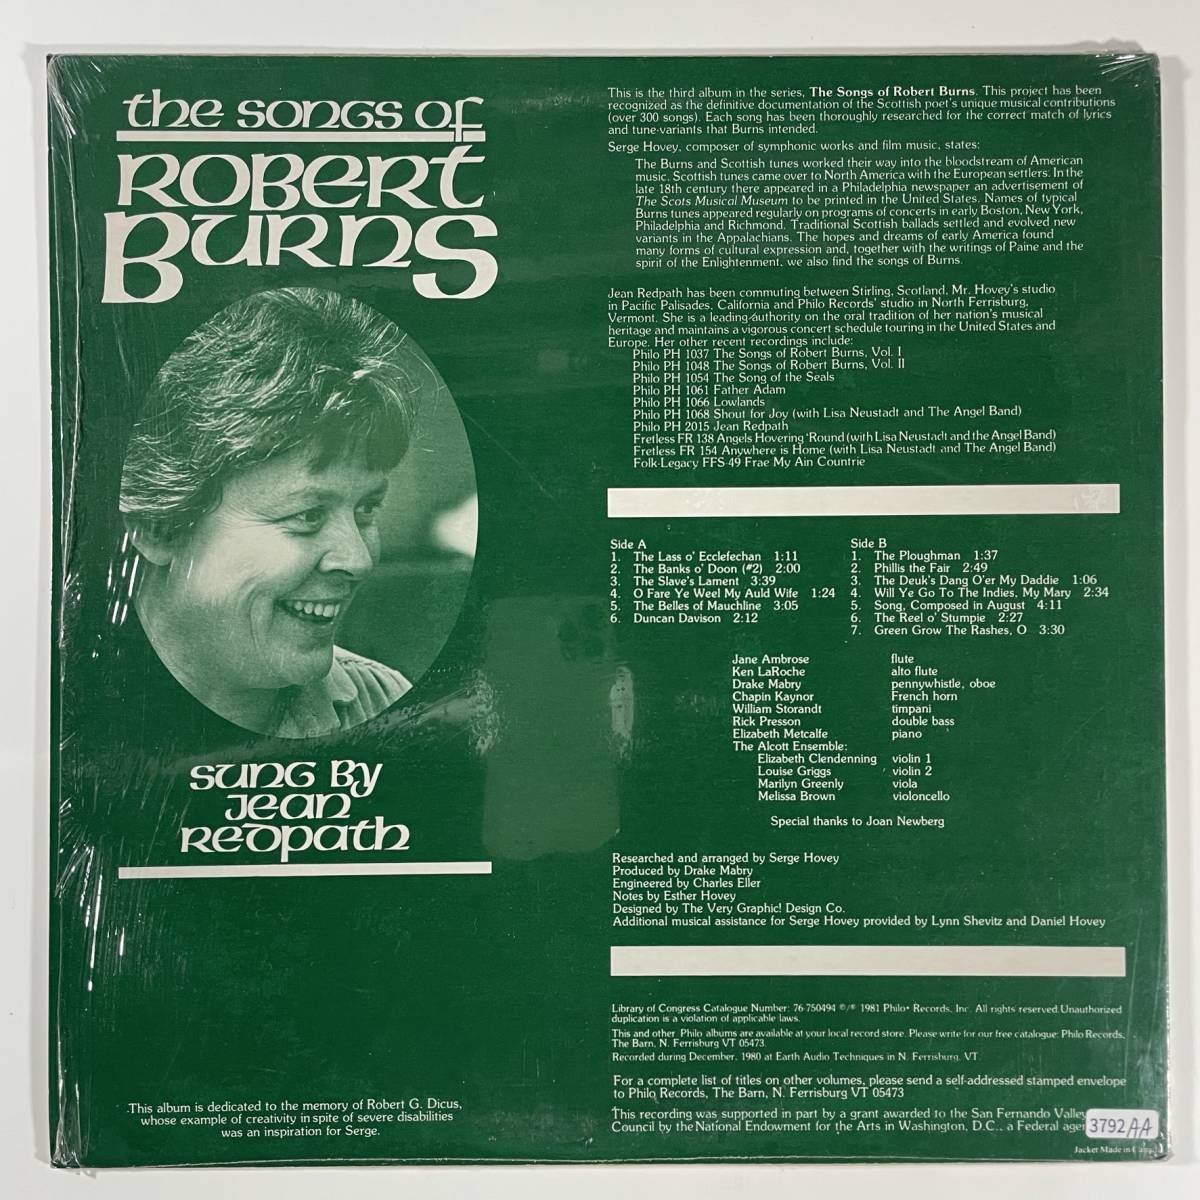 the songs of
Robert
Burns
sung by
Jean
Redpath
This album is dedicated to the memory of Robert G. Dicus,
whose example of creativity in spite of severe disabilities
was an inspiration for Serge.
This is the third album in the series, The Songs of Robert Burns. This project has been
recognized as the definitive documentation of the Scottish poet's unique musical contributions
(over 300 songs). Each song has been thoroughly researched for the correct match of lyrics
and tune-variants that Burns intended.
Serge Hovey, composer of symphonic works and film music, states:
The Burns and Scottish tunes worked their way into the bloodstream of American
music. Scottish tunes came over to North America with the European settlers. In the
late 18th century there appeared in a Philadelphia newspaper an advertisement of
The Scots Musical Museum to be printed in the United States. Names of typical
Burns tunes appeared regularly on programs of concerts in early Boston, New York,
Philadelphia and Richmond. Traditional Scottish ballads settled and evolved new
variants in the Appalachians. The hopes and dreams of early America found
many forms of cultural expression and, together with the writings of Paine and the
spirit of the Enlightenment, we also find the songs of Burns.
Jean Redpath has been commuting between Stirling, Scotland, Mr. Hovey's studio
in Pacific Palisades, California and Philo Records' studio in North Ferrisburg,
Vermont. She is a leading authority on the oral tradition of her nation's musical
heritage and maintains a vigorous concert schedule touring in the United States and
Europe. Her other recent recordings include:
Philo PH 1037 The Songs of Robert Burns, Vol. I
Philo PH 1048 The Songs of Robert Burns, Vol. II
Philo PH 1054 The Song of the Seals
Philo PH 1061 Father Adam
Philo PH 1066 Lowlands
Philo PH 1068 Shout for Joy (with Lisa Neustadt and The Angel Band)
Philo PH 2015 Jean Redpath
Fretless FR 138 Angels Hovering 'Round (with Lisa Neustadt and the Angel Band)
Fretless FR 154 Anywhere is Home (with Lisa Neustadt and The Angel Band)
Folk-Legacy FFS-49 Frae My Ain Countrie
Side A
1. The Lass o' Ecclefechan 1:11
2. The Banks o' Doon (#2) 2:00
3. The Slave's Lament 3:39
4. O Fare Ye Weel My Auld Wife 1:24
5. The Belles of Mauchline 3:05
6. Duncan Davison 2:12
Side B
1. The Ploughman 1:37
2. Phillis the Fair 2:49
3. The Deuk's Dang O'er My Daddie 1:06
4. Will Ye Go To The Indies, My Mary 2:34
5. Song, Composed in August 4:11
6. The Reel o' Stumpie 2:27
7. Green Grow The Rashes, O 3:30
Jane Ambrose flute
Ken LaRoche alto flute
Drake Mabry pennywhistle, oboe
Chapin Kaynor French horn
William Storandt timpani
Rick Presson double bass
Elizabeth Metcalfe piano
The Alcott Ensemble:
Elizabeth Clendenning violin 1
Louise Griggs violin 2
Marilyn Greenly viola
Melissa Brown violoncello
Special thanks to Joan Newberg
Researched and arranged by Serge Hovey
Produced by Drake Mabry
Engineered by Charles Eller
Notes by Esther Hovey
Designed by The Very Graphic! Design Co.
Additional musical assistance for Serge Hovey provided by Lynn Shevitz and Daniel Hovey
Library of Congress Catalogue Number: 76-750494 ©/℗ 1981 Philo Records, Inc. All rights reserved. Unauthorized
duplication is a violation of applicable laws.
This and other Philo albums are available at your local record store. Please write for our free catalogue: Philo Records,
The Barn, N. Ferrisburg VT 05473.
Recorded during December, 1980 at Earth Audio Techniques in N. Ferrisburg, VT
For a complete list of titles on other volumes, please send a self-addressed stamped envelope
to Philo Records, The Barn, N. Ferrisburg VT 05473
This recording was supported in part by a grant awarded to the San Fernando Valley
Council by the National Endowment for the Arts in Washington, D.C., a Federal
3792AA
Jacket Made in